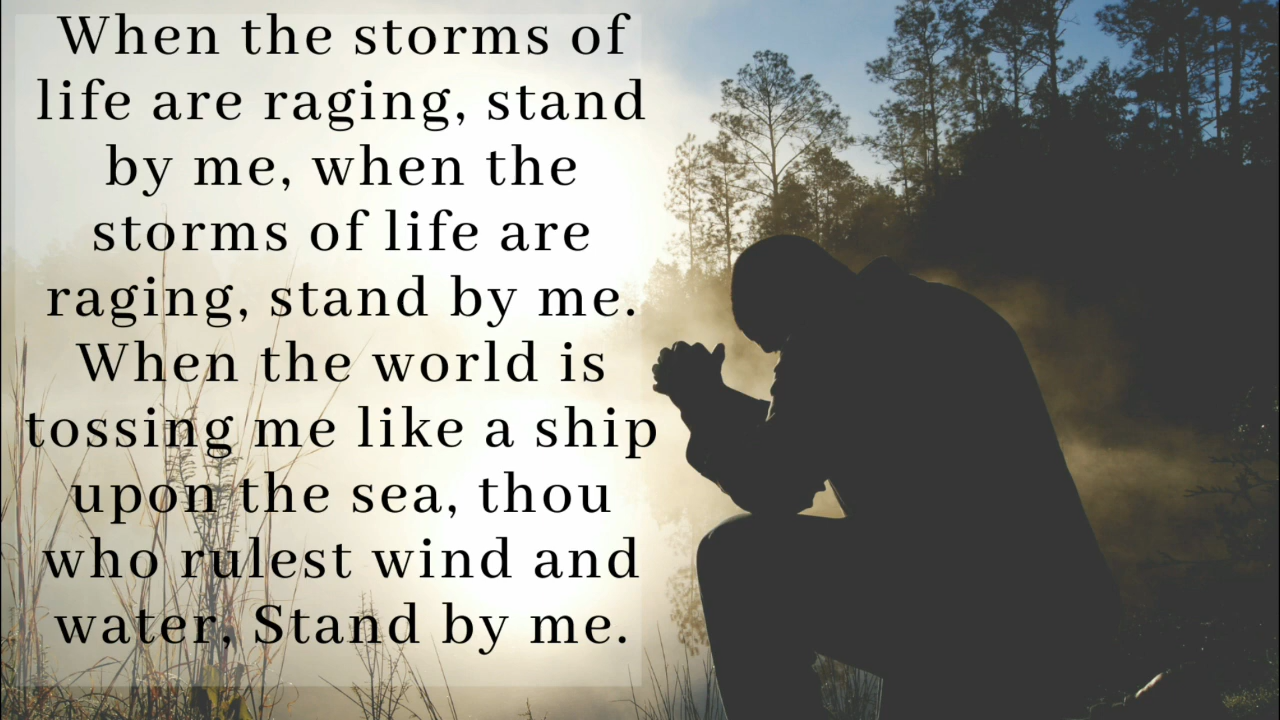 When the storms of
life are raging, stand
by me, when the
storms of life are
raging, stand by me.
When the world is
tossing me like a ship
upon the sea, thou
who rulest wind and
water, Stand by me.